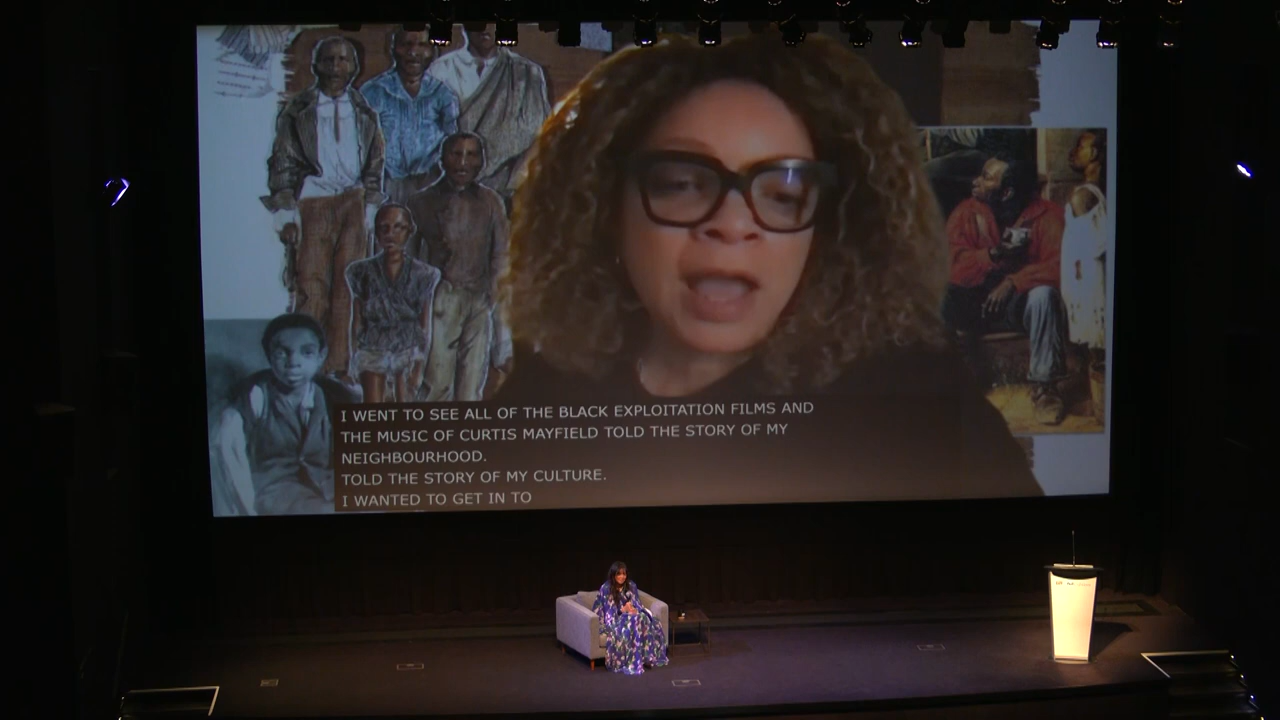 I WENT TO SEE ALL OF THE BLACK EXPLOITATION FILMS AND
THE MUSIC OF CURTIS MAYFIELD TOLD THE STORY OF MY
NEIGHBOURHOOD.
TOLD THE STORY OF MY CULTURE.
I WANTED TO GET IN TO